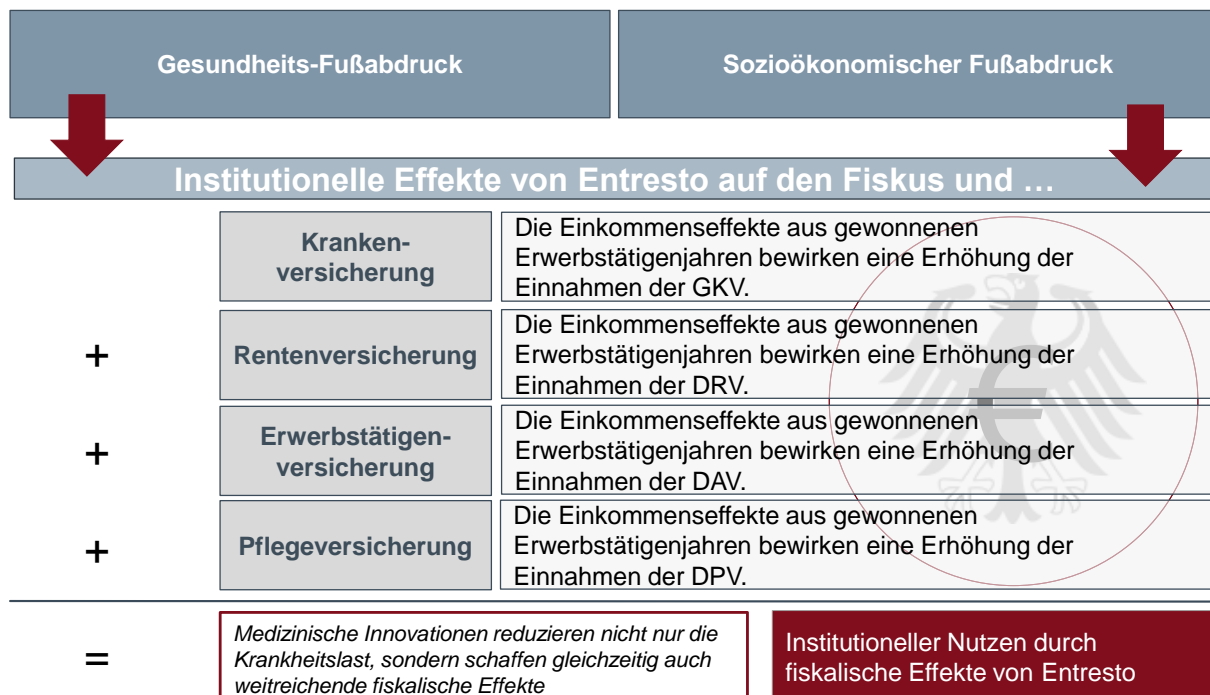 Gesundheits-Fußabdruck
Sozioökonomischer Fußabdruck
Institutionelle Effekte von Entresto auf den Fiskus und …
Kranken-
versicherung
Die Einkommenseffekte aus gewonnenen
Erwerbstätigenjahren bewirken eine Erhöhung der
Einnahmen der GKV.
+
Rentenversicherung
Die Einkommenseffekte aus gewonnenen
Erwerbstätigenjahren bewirken eine Erhöhung der
Einnahmen der DRV.
€
+
Erwerbstätigen-
versicherung
Die Einkommenseffekte aus gewonnenen
Erwerbstätigenjahren bewirken eine Erhöhung der
Einnahmen der DAV.
+
Pflegeversicherung
Die Einkommenseffekte aus gewonnenen
Erwerbstätigenjahren bewirken eine Erhöhung der
Einnahmen der DPV.
=
Medizinische Innovationen reduzieren nicht nur die
Krankheitslast, sondern schaffen gleichzeitig auch
weitreichende fiskalische Effekte
Institutioneller Nutzen durch
fiskalische Effekte von Entresto